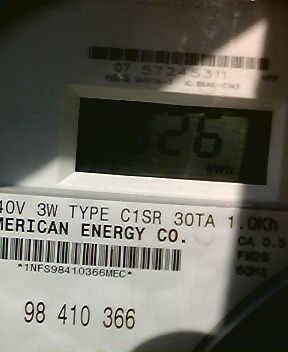 07 57245311
26
kWh
40V 3W TYPE C1SR 30TA 1.0Kh
MERICAN ENERGY CO.
CA 0.5
FM2S
60HZ
*1NFS98410366MEC*
98 410 366